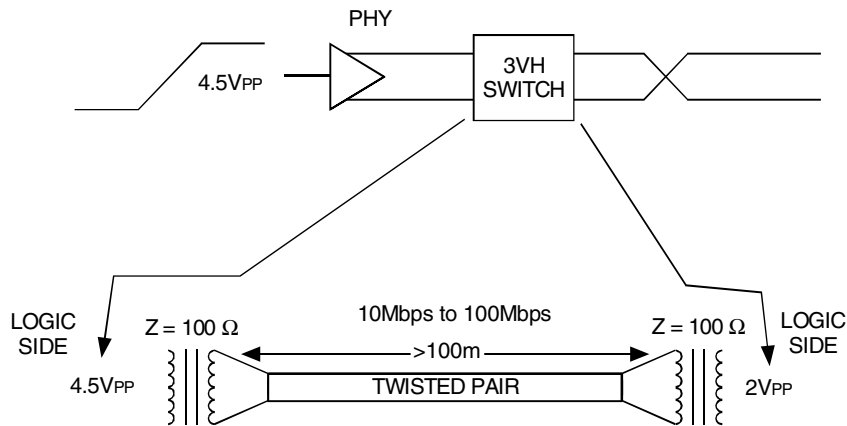 PHY
4.5VPP
3VH
SWITCH
10Mbps to 100Mbps
LOGIC
SIDE
Z = 100 Ω
Z = 100 Ω
LOGIC
SIDE
>100m
4.5VPP
TWISTED PAIR
2VPP